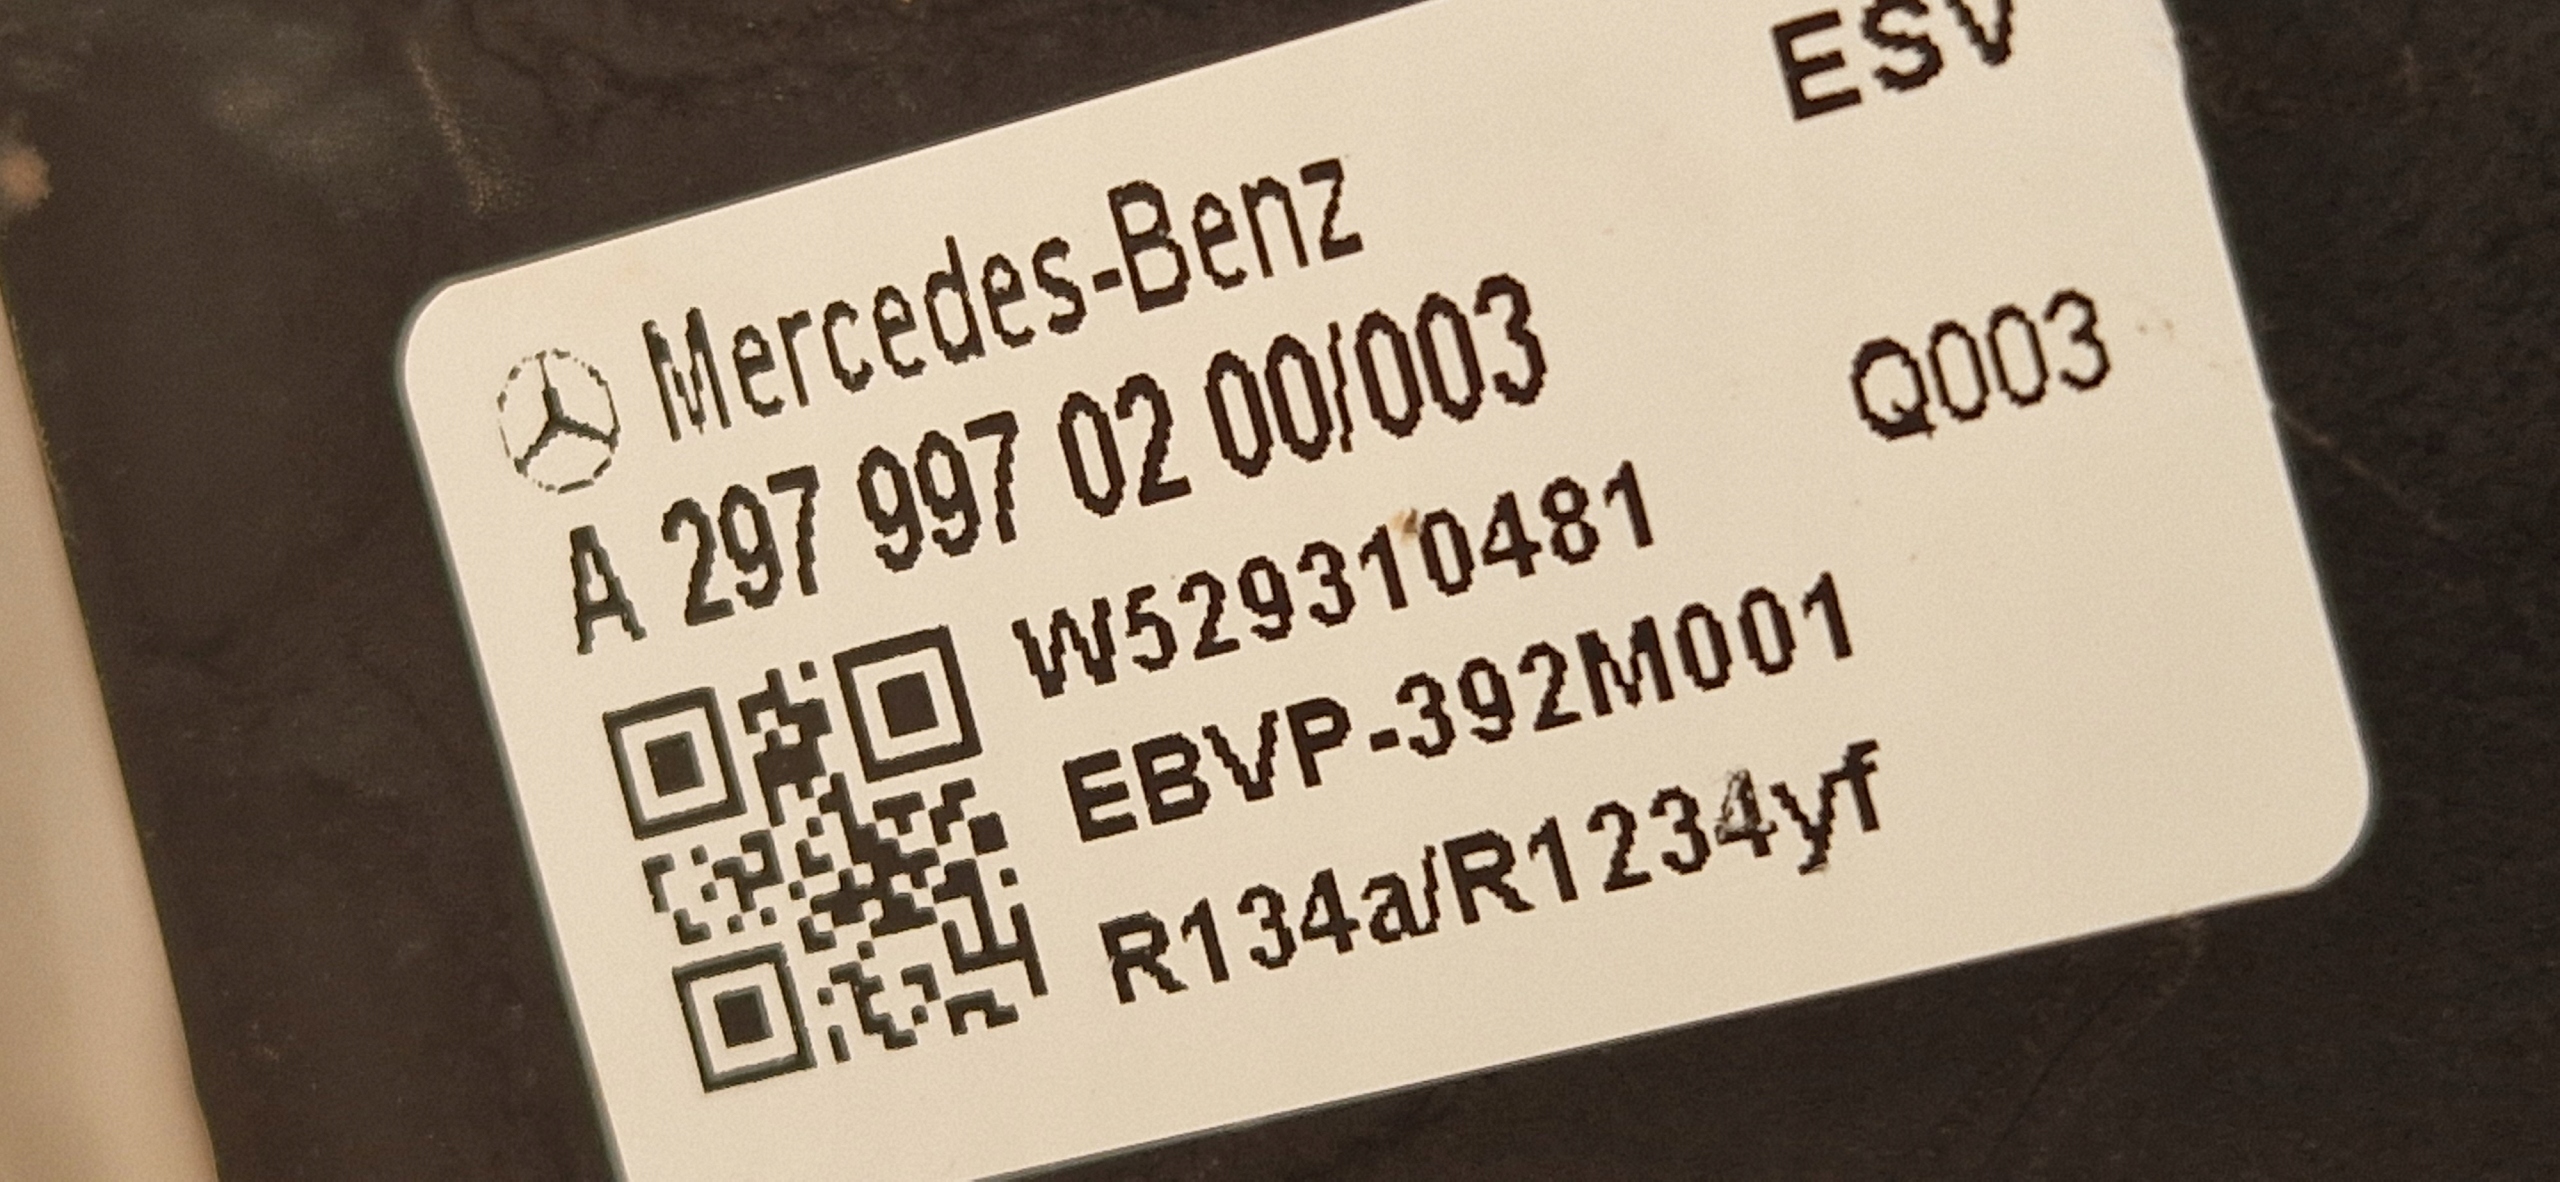 ESV
Mercedes-Benz
A 297 997 02 00/003
Q003
W529310481
EBVP-392M001
R134a/R1234yf